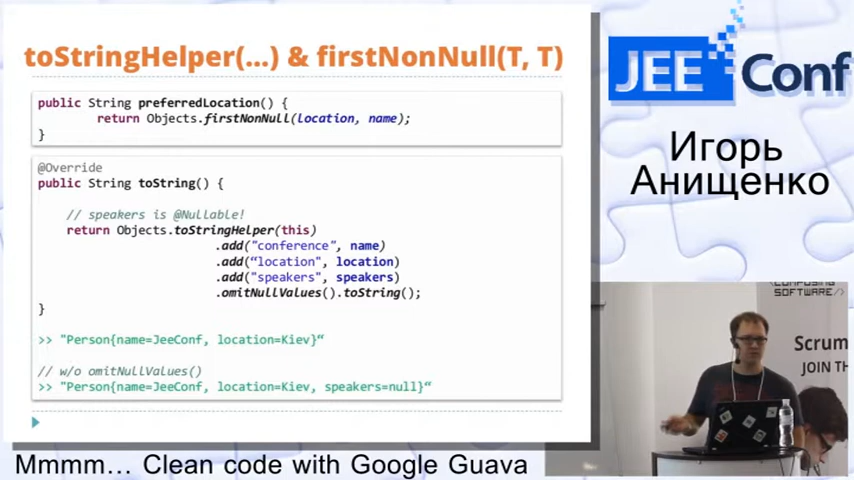 toStringHelper(...) & firstNonNull(T, T)
public String preferredLocation() {
return Objects.firstNonNull(location, name);
}
@Override
public String toString() {
// speakers is @Nullable!
return Objects.toStringHelper(this)
.add("conference", name)
.add("location", location)
.add("speakers", speakers)
.omitNullValues().toString();
}
>> "Person{name=JeeConf, location=Kiev}"
// w/o omitNullValues()
>> "Person{name=JeeConf, location=Kiev, speakers=null}"
JEE Conf
Игорь
Анищенко
SOFTWARE/>
Scrum
JOIN TH
Mmmm... Clean code with Google Guava